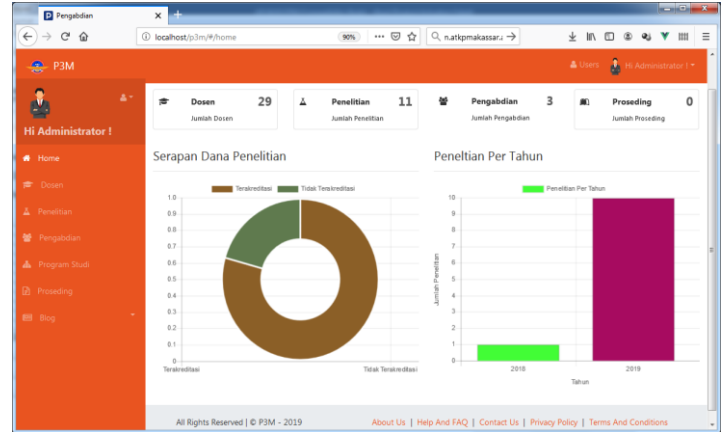 Pengabdian
localhost/p3m/#/home
90%
n.atkpmakassar.a
P3M
Users
Hi Administrator !
Hi Administrator !
Home
Dosen
Penelitian
Pengabdian
Program Studi
Proseding
Blog
Dosen 29
Jumlah Dosen
Penelitian 11
Jumlah Penelitian
Pengabdian 3
Jumlah Pengabdian
Proseding 0
Jumlah Proseding
Serapan Dana Penelitian
Terakreditasi Tidak Terakreditasi
1.0
0.9
0.8
0.7
0.6
0.5
0.4
0.3
0.2
0.1
0
Terakreditasi Tidak Terakreditasi
Peneltian Per Tahun
Penelitian Per Tahun
Jumlah Penelitian
10
9
8
7
6
5
4
3
2
1
0
2018 2019
Tahun
All Rights Reserved | © P3M - 2019
About Us | Help And FAQ | Contact Us | Privacy Policy | Terms And Conditions